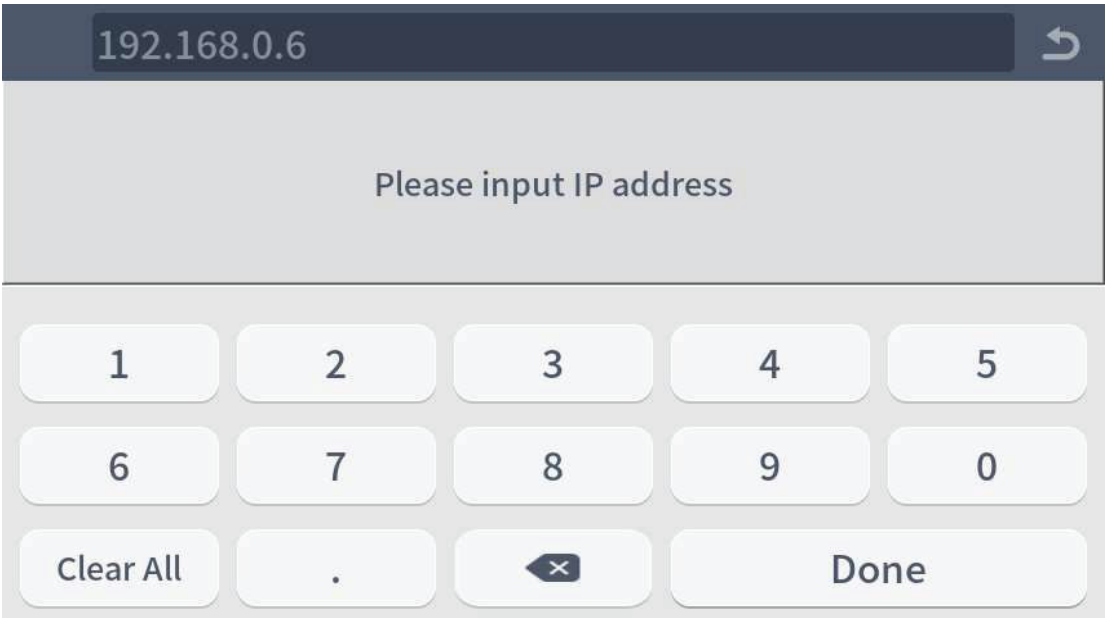 192.168.0.6
Please input IP address
1 2 3 4 5
6 7 8 9 0
Clear All . Done